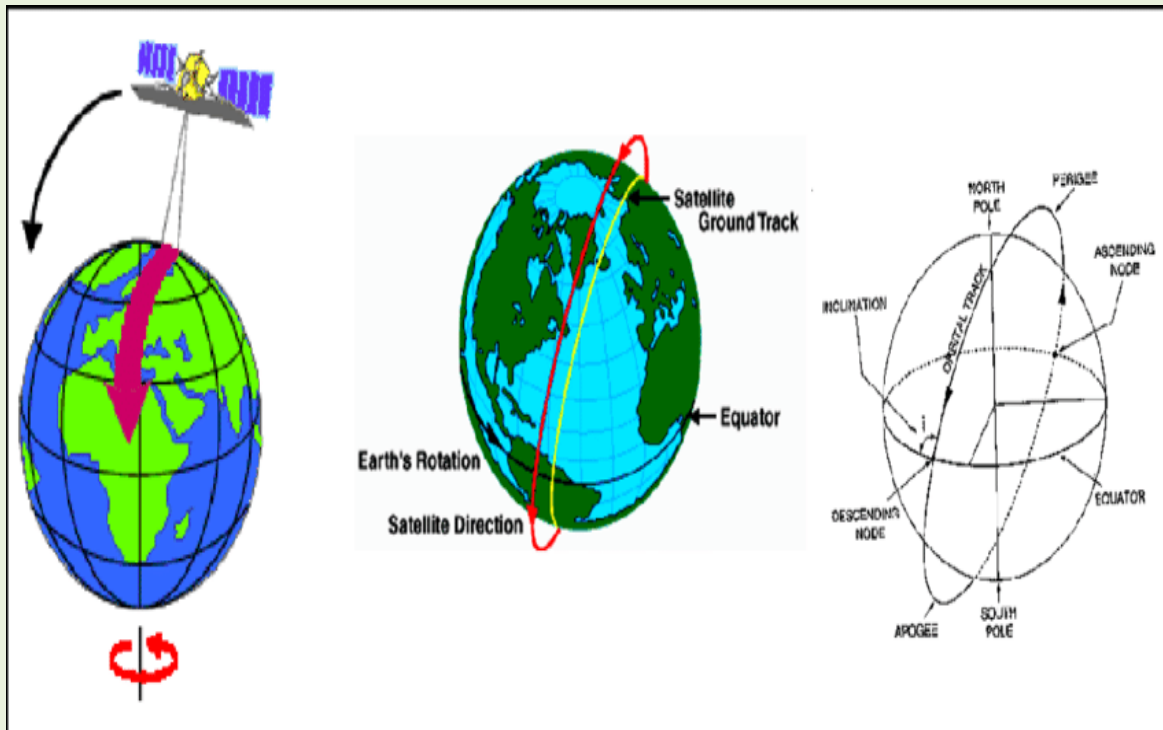 Satellite
Ground Track
Equator
Earth's Rotation
Satellite Direction
NORTH
POLE
PERIGEE
ASCENDING
NODE
INCLINATION
ORBITAL TRACK
i
EQUATOR
DESCENDING
NODE
APOGEE
SOUTH
POLE